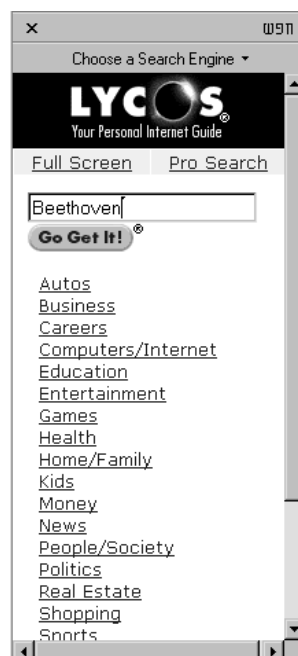 × חפש
Choose a Search Engine
LYCOS®
Your Personal Internet Guide
Full Screen Pro Search
Beethoven
Go Get It! ®
Autos
Business
Careers
Computers/Internet
Education
Entertainment
Games
Health
Home/Family
Kids
Money
News
People/Society
Politics
Real Estate
Shopping
Sports